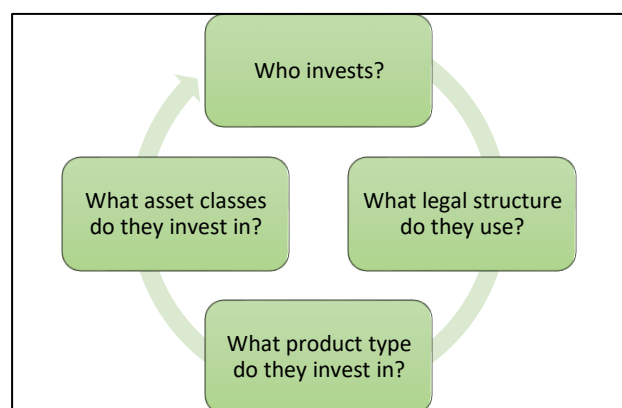 Who invests?
What asset classes
do they invest in?
What legal structure
do they use?
What product type
do they invest in?